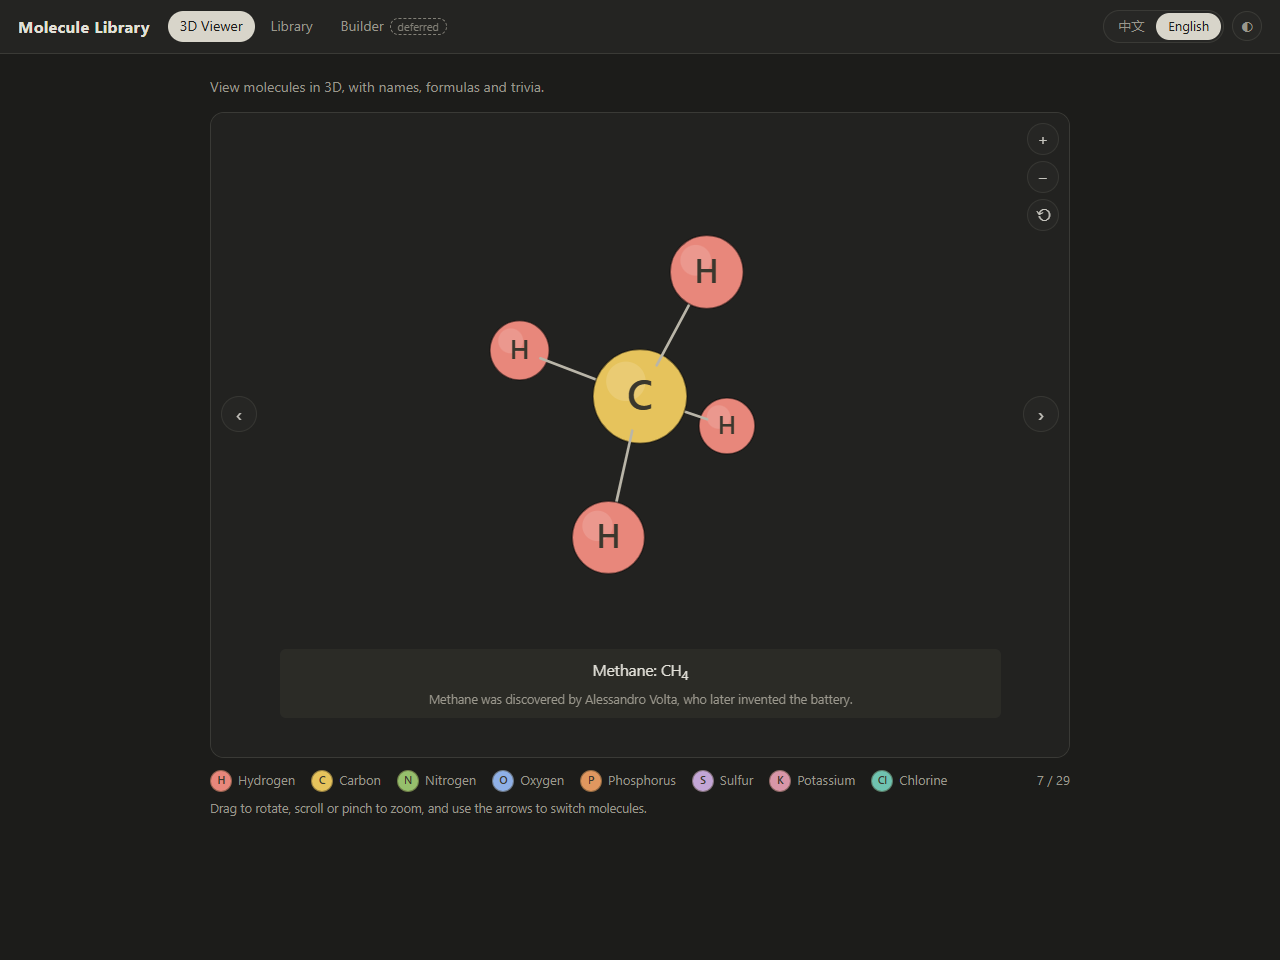 Molecule Library 3D Viewer Library Builder deferred 中文 English
View molecules in 3D, with names, formulas and trivia.
+
−
H
H
C
H
‹ ›
H
Methane: CH₄
Methane was discovered by Alessandro Volta, who later invented the battery.
H Hydrogen C Carbon N Nitrogen O Oxygen P Phosphorus S Sulfur K Potassium Cl Chlorine 7 / 29
Drag to rotate, scroll or pinch to zoom, and use the arrows to switch molecules.